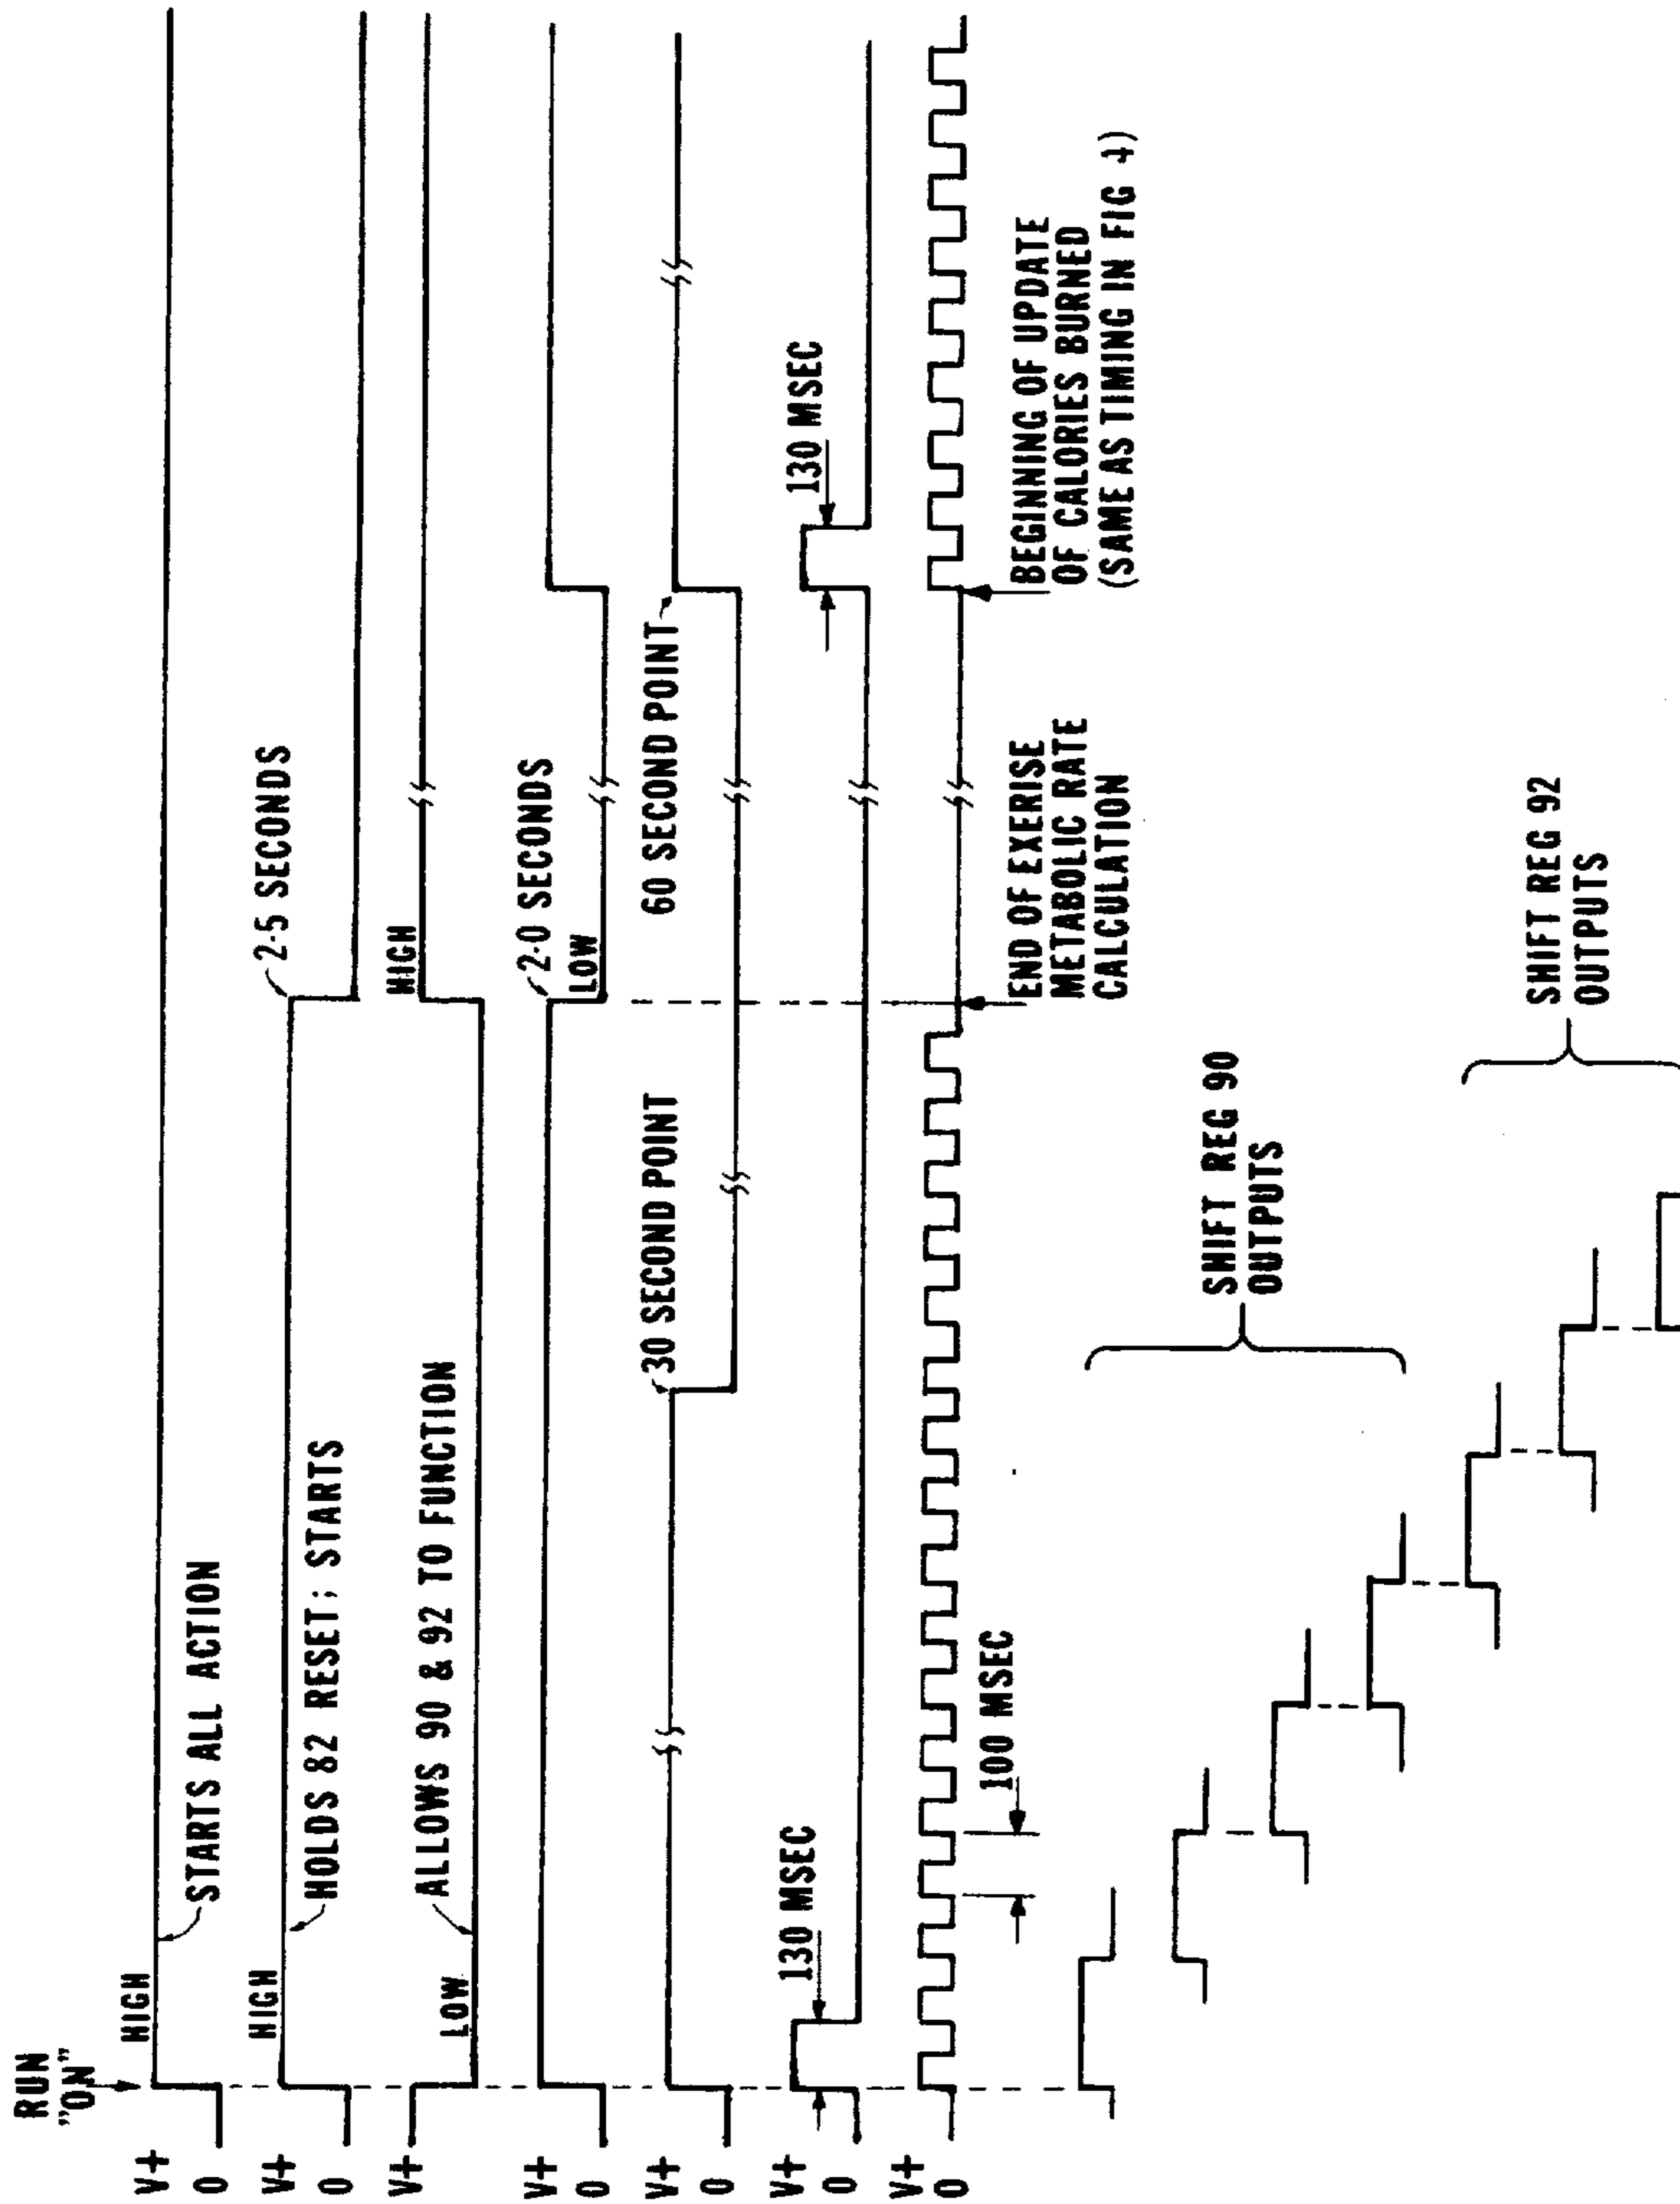 RUN
"ON"
V+
0
HIGH
STARTS ALL ACTION
V+
0
HIGH
HOLDS 82 RESET; STARTS
2.5 SECONDS
V+
LOW
ALLOWS 90 & 92 TO FUNCTION
HIGH
V+
0
2.0 SECONDS
LOW
V+
0
30 SECOND POINT
60 SECOND POINT
V+
0
130 MSEC
130 MSEC
V+
0
100 MSEC
END OF EXERISE
METABOLIC RATE
CALCULATION
BEGINNING OF UPDATE
OF CALORIES BURNED
(SAME AS TIMING IN FIG 4)
SHIFT REG 90
OUTPUTS
SHIFT REG 92
OUTPUTS